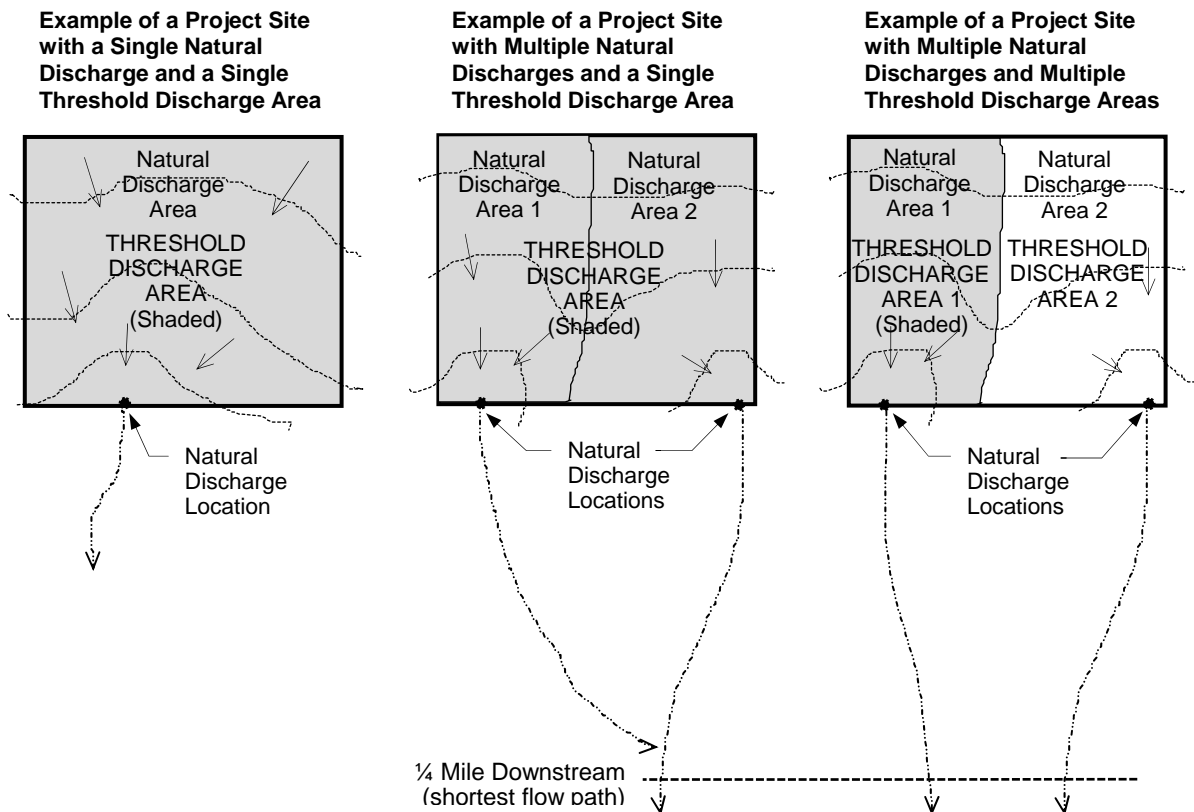 Example of a Project Site
with a Single Natural
Discharge and a Single
Threshold Discharge Area
Natural
Discharge
Area
THRESHOLD
DISCHARGE
AREA
(Shaded)
Natural
Discharge
Location
Example of a Project Site
with Multiple Natural
Discharges and a Single
Threshold Discharge Area
Natural
Discharge
Area 1
Natural
Discharge
Area 2
THRESHOLD
DISCHARGE
AREA
(Shaded)
Natural
Discharge
Locations
Example of a Project Site
with Multiple Natural
Discharges and Multiple
Threshold Discharge Areas
Natural
Discharge
Area 1
Natural
Discharge
Area 2
THRESHOLD
DISCHARGE
AREA 1
(Shaded)
THRESHOLD
DISCHARGE
AREA 2
Natural
Discharge
Locations
¼ Mile Downstream
(shortest flow path)